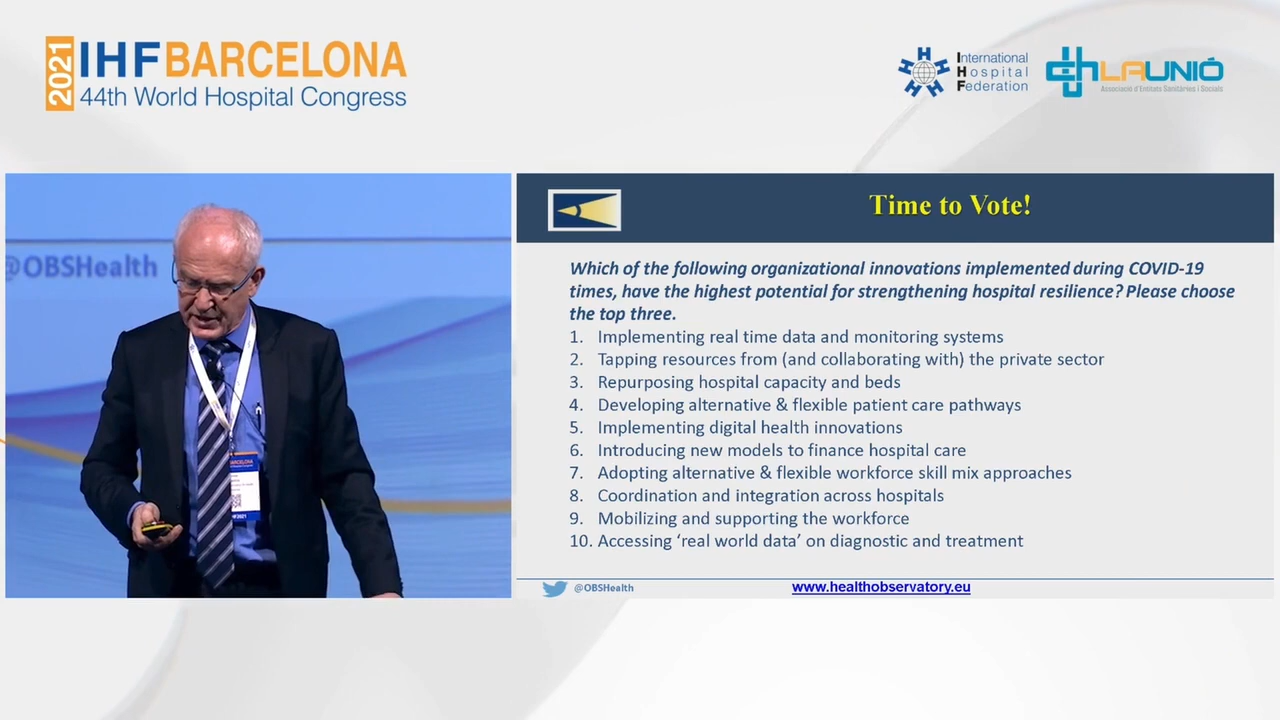 2021
IHF BARCELONA
44th World Hospital Congress
International
Hospital
Federation
LAUNIÓ
Associació d'Entitats Sanitàries i Socials
@OBSHealth
BARCELONA
Time to Vote!
Which of the following organizational innovations implemented during COVID-19
times, have the highest potential for strengthening hospital resilience? Please choose
the top three.
1. Implementing real time data and monitoring systems
2. Tapping resources from (and collaborating with) the private sector
3. Repurposing hospital capacity and beds
4. Developing alternative & flexible patient care pathways
5. Implementing digital health innovations
6. Introducing new models to finance hospital care
7. Adopting alternative & flexible workforce skill mix approaches
8. Coordination and integration across hospitals
9. Mobilizing and supporting the workforce
10. Accessing ‘real world data’ on diagnostic and treatment
@OBSHealth
www.healthobservatory.eu